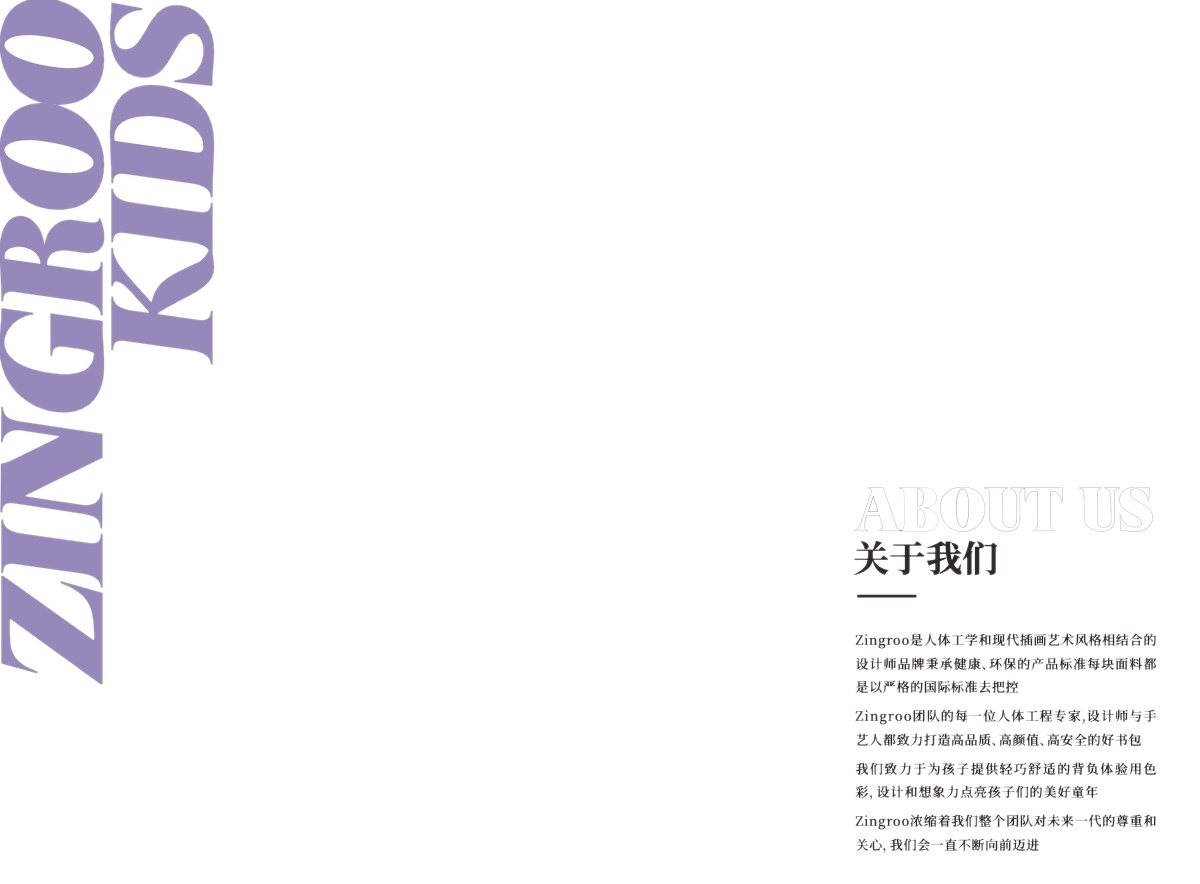 ZINGROO
KIDS
ABOUT US
关于我们
Zingroo是人体工学和现代插画艺术风格相结合的
设计师品牌秉承健康、环保的产品标准每块面料都
是以严格的国际标准去把控
Zingroo团队的每一位人体工程专家,设计师与手
艺人都致力打造高品质、高颜值、高安全的好书包
我们致力于为孩子提供轻巧舒适的背负体验用色
彩, 设计和想象力点亮孩子们的美好童年
Zingroo浓缩着我们整个团队对未来一代的尊重和
关心, 我们会一直不断向前迈进